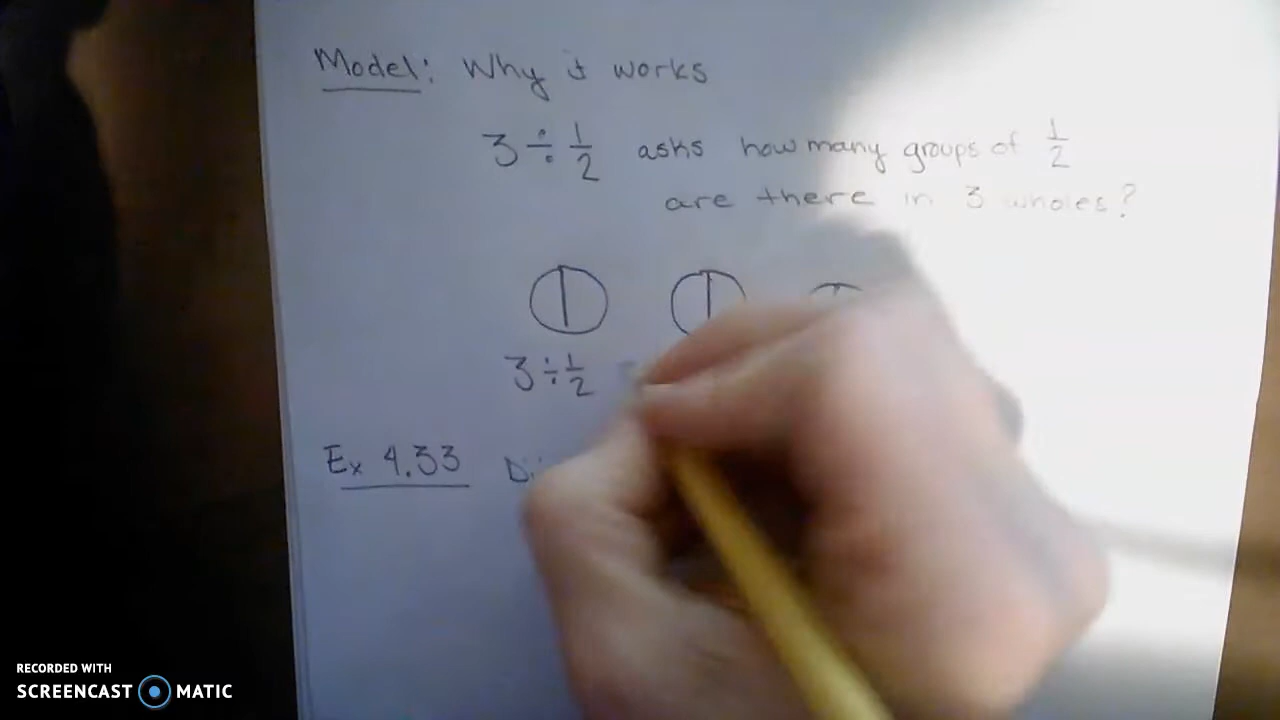 Model: Why it works
3 ÷ 1/2 asks how many groups of 1/2
are there in 3 wholes?
3 ÷ 1/2
Ex 4.33
RECORDED WITH
SCREENCAST MATIC